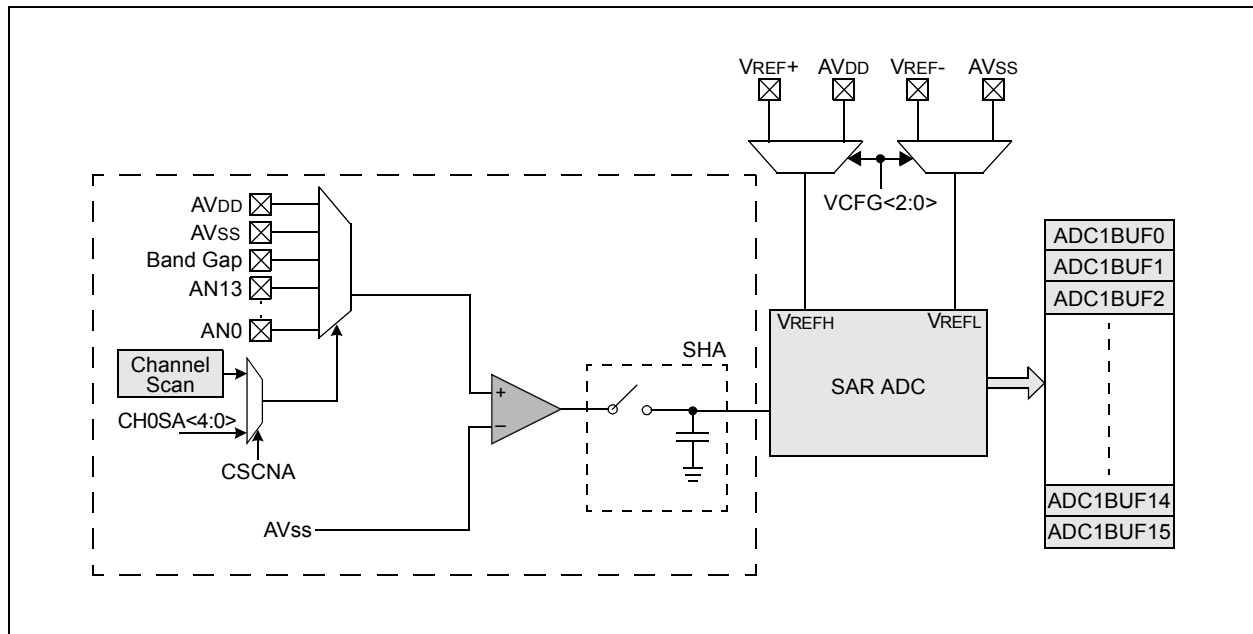 VREF+ AVDD VREF- AVSS
VCFG<2:0>
AVDD
AVSS
Band Gap
AN13
AN0
Channel
Scan
CH0SA<4:0>
CSCNA
AVss
+
–
SHA
VREFH VREFL
SAR ADC
ADC1BUF0
ADC1BUF1
ADC1BUF2
ADC1BUF14
ADC1BUF15